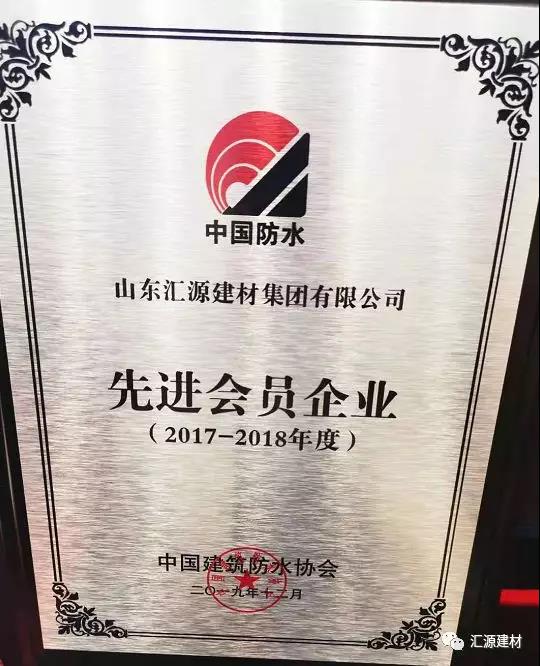 中国防水
山东汇源建材集团有限公司
先进会员企业
（2017-2018年度）
中国建筑防水协会
二〇一九年十二月
汇源建材